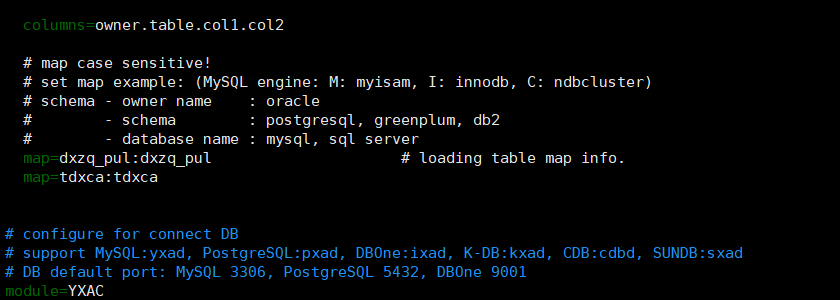 columns=owner.table.col1.col2
# map case sensitive!
# set map example: (MySQL engine: M: myisam, I: innodb, C: ndbcluster)
# schema - owner name    : oracle
#        - schema        : postgresql, greenplum, db2
#        - database name : mysql, sql server
map=dxzq_pul:dxzq_pul                     # loading table map info.
map=tdxca:tdxca
# configure for connect DB
# support MySQL:yxad, PostgreSQL:pxad, DBOne:ixad, K-DB:kxad, CDB:cdbd, SUNDB:sxad
# DB default port: MySQL 3306, PostgreSQL 5432, DBOne 9001
module=YXAC